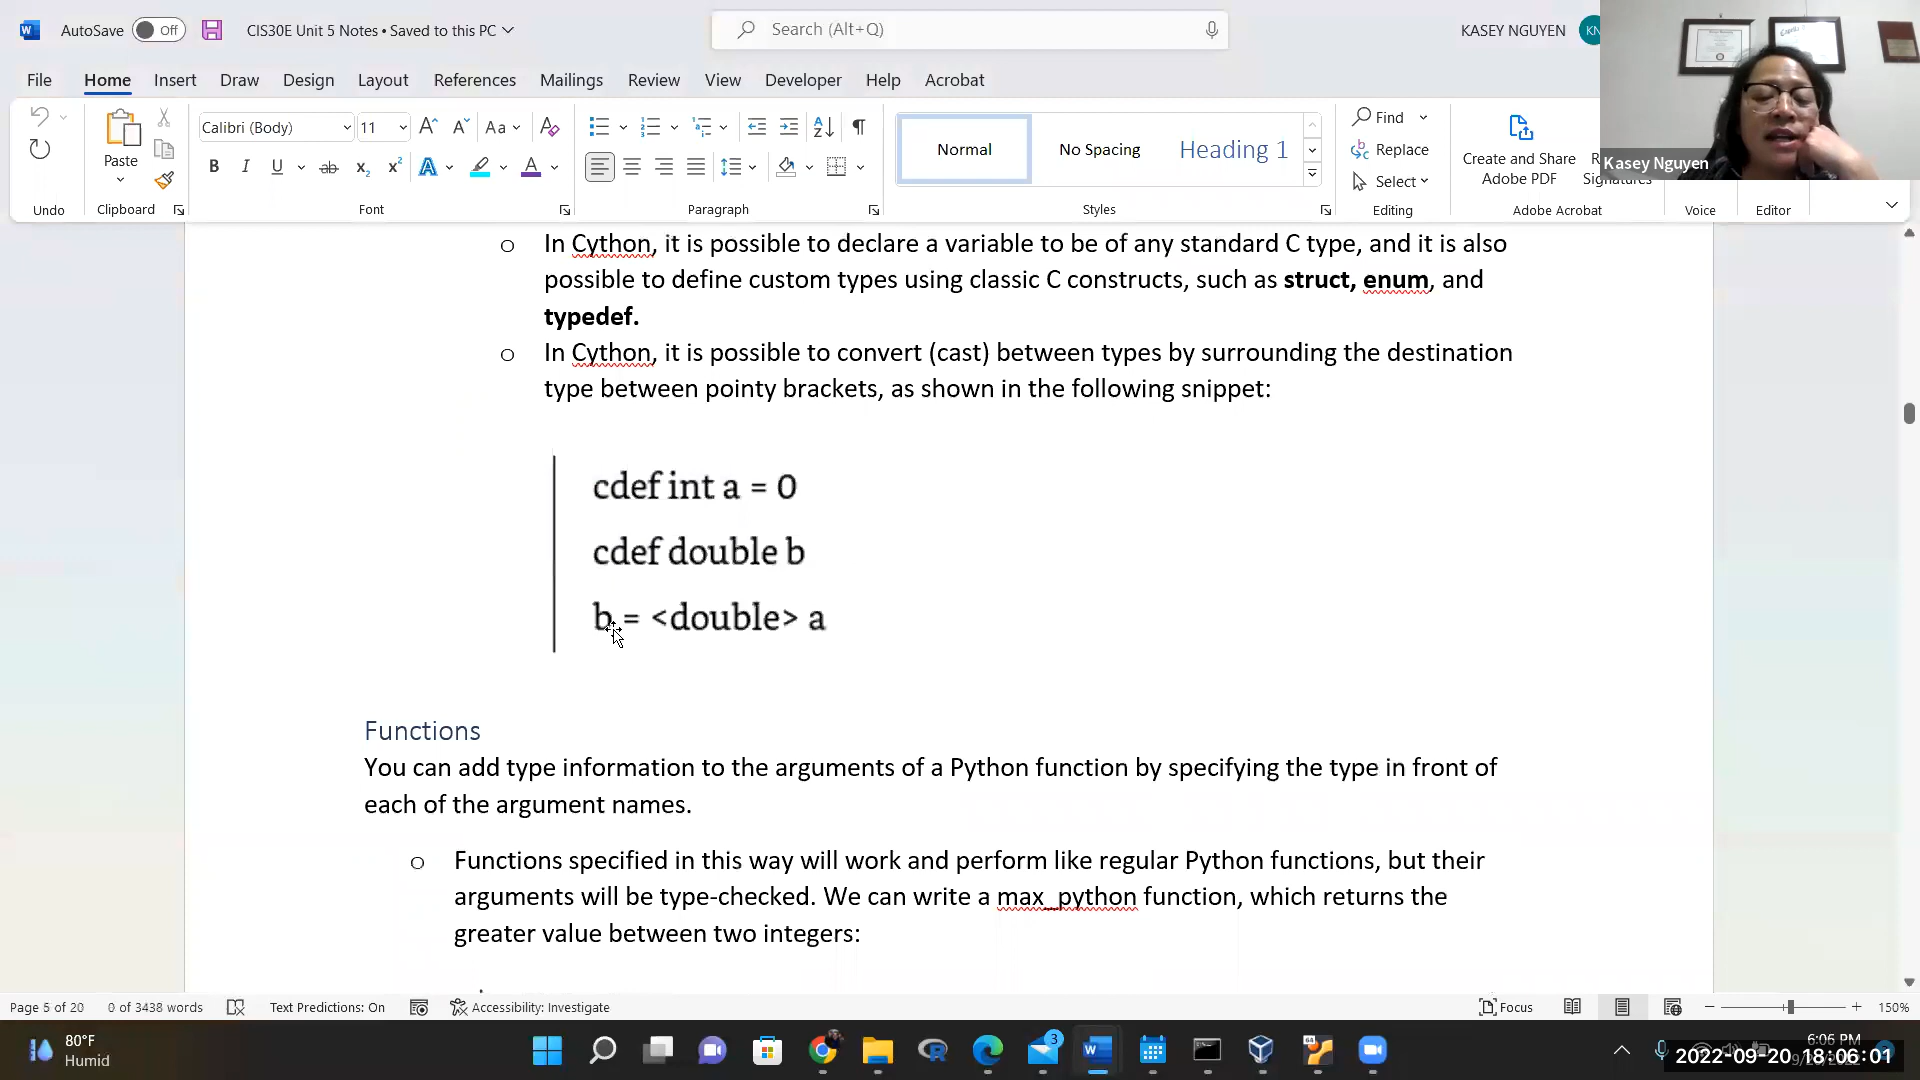 AutoSave Off CIS30E Unit 5 Notes • Saved to this PC Search (Alt+Q) KASEY NGUYEN KN
File Home Insert Draw Design Layout References Mailings Review View Developer Help Acrobat
Calibri (Body) 11
Paste
Normal No Spacing Heading 1
Find
Replace
Select
Create and Share
Adobe PDF
Signatures
Kasey Nguyen
Undo Clipboard Font Paragraph Styles Editing Adobe Acrobat Voice Editor
o In Cython, it is possible to declare a variable to be of any standard C type, and it is also
possible to define custom types using classic C constructs, such as struct, enum, and
typedef.
o In Cython, it is possible to convert (cast) between types by surrounding the destination
type between pointy brackets, as shown in the following snippet:
cdef int a = 0
cdef double b
b = <double> a
Functions
You can add type information to the arguments of a Python function by specifying the type in front of
each of the argument names.
o Functions specified in this way will work and perform like regular Python functions, but their
arguments will be type-checked. We can write a max_python function, which returns the
greater value between two integers:
Page 5 of 20 0 of 3438 words Text Predictions: On Accessibility: Investigate Focus 150%
80°F
Humid
3
64
6:06 PM
2022-09-20 18:06:01